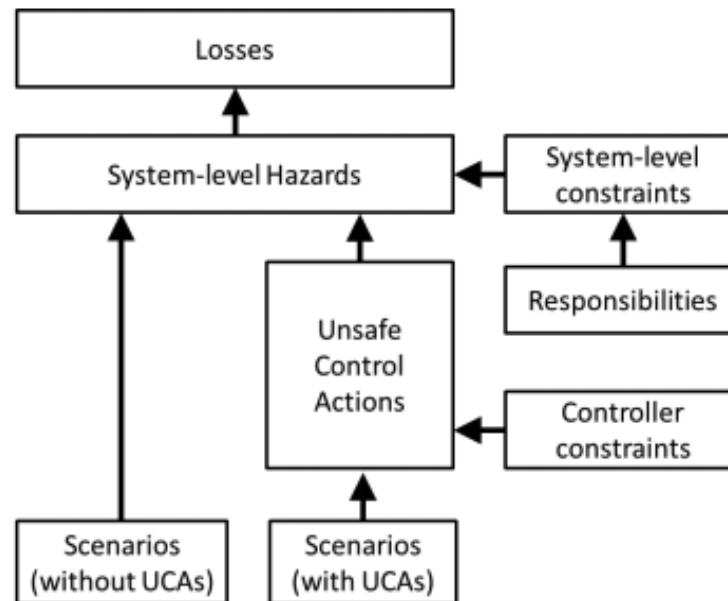 Losses
System-level Hazards
System-level
constraints
Responsibilities
Unsafe
Control
Actions
Controller
constraints
Scenarios
(without UCAs)
Scenarios
(with UCAs)